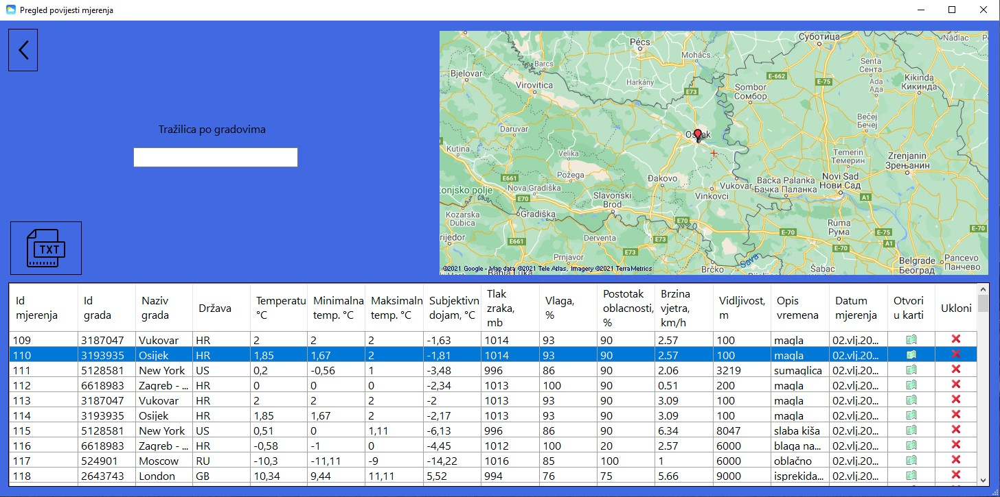 Pregled povijesti mjerenja
Tražilica po gradovima
TXT
Суботица
Nădlac
Pécs
Mohács
Barcs
Bjelovar
Virovitica
Harkány
E73
E-662
E-75
Senta
Сента
Ada
Ада
Kikinda
Кикинда
Sombor
Сомбор
Bečej
Бечеј
Daruvar
Osijek
Kutina
Velika
Temerin
Темерин
Zrenjanin
Зрењанин
Požega
E661
Đakovo
Vukovar
Vinkovci
Backa Palanka
Бачка Паланка
Novi Sad
Нови Сад
onjsko polje
Nova Gradiška
E70
Slavonski
Brod
A1
Kozarska
Dubica
Gradiška
E70
Ruma
Рума
E-70
E-75
E-70
rijedor
E661
Derventa
E73
A1
E-70
Prnjavor
E73
Brčko
Sava
Šabac
Шабац
Belgrade
Београд
Pancevo
Панчево
Banja Luka
Bijeljina
©2021 Google - Map data ©2021 Tele Atlas, Imagery ©2021 TerraMetrics
Id mjerenja Id grada Naziv grada Država Temperatu °C Minimalna temp. °C Maksimaln temp. °C Subjektivn dojam, °C Tlak zraka, mb Vlaga, % Postotak oblacnosti, % Brzina vjetra, km/h Vidljivost, m Opis vremena Datum mjerenja Otvori u karti Ukloni
109 3187047 Vukovar HR 2 2 2 -1,63 1014 93 90 2.57 100 magla 02.vlj.20...
110 3193935 Osijek HR 1,85 1,67 2 -1,81 1014 93 90 2.57 100 magla 02.vlj.20...
111 5128581 New York US 0,2 -0,56 1 -3,48 996 86 90 2.06 3219 sumaglica 02.vlj.20...
112 6618983 Zagreb - ... HR 0 0 0 -2,34 1013 100 90 0.51 200 magla 02.vlj.20...
113 3187047 Vukovar HR 2 2 2 -2 1013 93 90 3.09 100 magla 02.vlj.20...
114 3193935 Osijek HR 1,85 1,67 2 -2,17 1013 93 90 3.09 100 magla 02.vlj.20...
115 5128581 New York US 0,51 0 1,11 -6,13 996 86 90 6.34 8047 slaba kiša 02.vlj.20...
116 6618983 Zagreb - ... HR -0,58 -1 0 -4,45 1012 100 20 2.57 6000 blaga na... 02.vlj.20...
117 524901 Moscow RU -10,3 -11,11 -9 -14,22 1016 85 100 1 6000 oblačno 02.vlj.20...
118 2643743 London GB 10,34 9,44 11,11 5,52 994 76 75 5.66 9000 isprekida... 02.vlj.20...